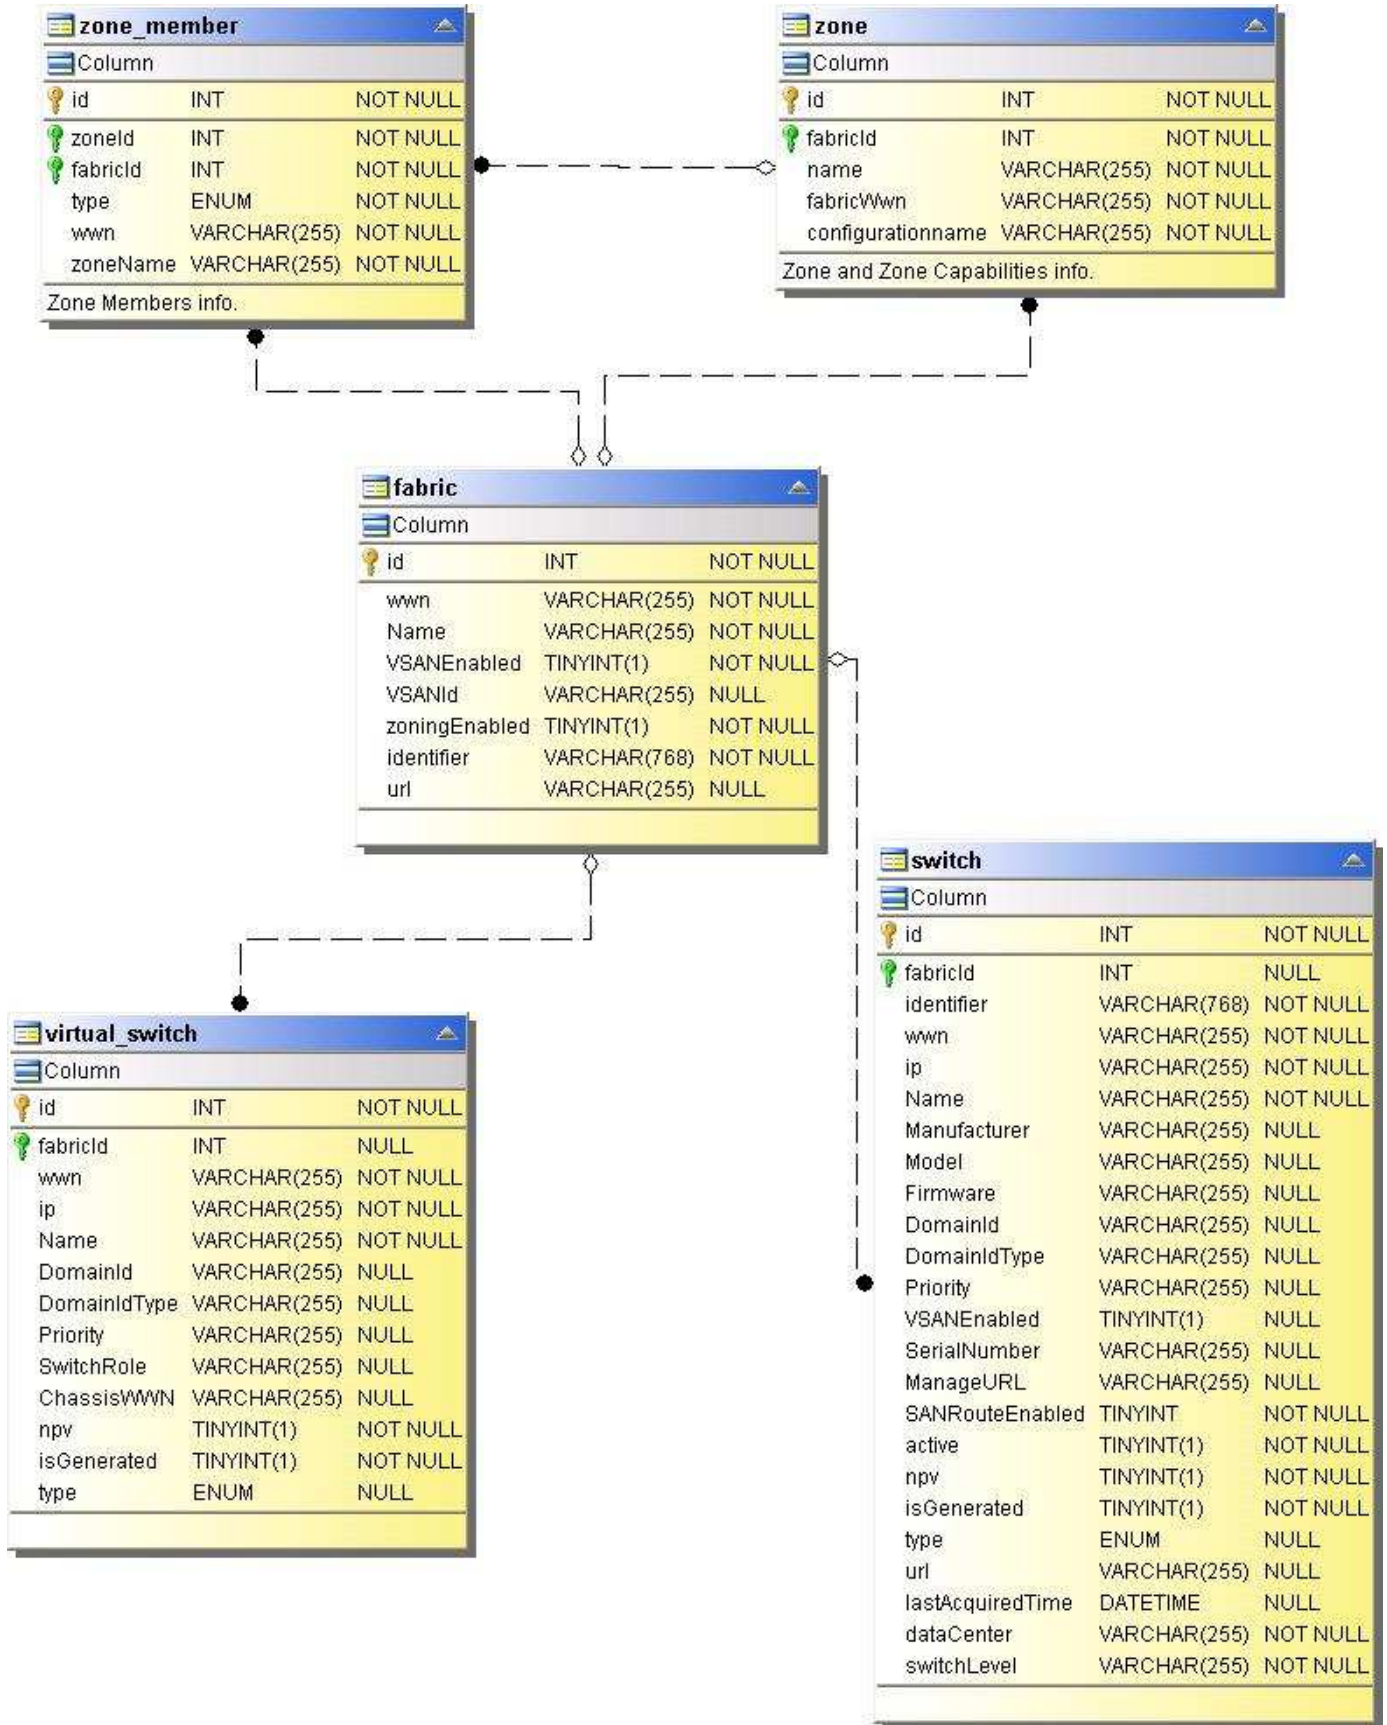 zone_member
Column
id INT NOT NULL
zoneId INT NOT NULL
fabricId INT NOT NULL
type ENUM NOT NULL
wwn VARCHAR(255) NOT NULL
zoneName VARCHAR(255) NOT NULL
Zone Members info.
zone
Column
id INT NOT NULL
fabricId INT NOT NULL
name VARCHAR(255) NOT NULL
fabricWwn VARCHAR(255) NOT NULL
configurationname VARCHAR(255) NOT NULL
Zone and Zone Capabilities info.
fabric
Column
id INT NOT NULL
wwn VARCHAR(255) NOT NULL
Name VARCHAR(255) NOT NULL
VSANEnabled TINYINT(1) NOT NULL
VSANId VARCHAR(255) NULL
zoningEnabled TINYINT(1) NOT NULL
identifier VARCHAR(768) NOT NULL
url VARCHAR(255) NULL
switch
Column
id INT NOT NULL
fabricId INT NULL
identifier VARCHAR(768) NOT NULL
wwn VARCHAR(255) NOT NULL
ip VARCHAR(255) NOT NULL
Name VARCHAR(255) NOT NULL
Manufacturer VARCHAR(255) NULL
Model VARCHAR(255) NULL
Firmware VARCHAR(255) NULL
DomainId VARCHAR(255) NULL
DomainIdType VARCHAR(255) NULL
Priority VARCHAR(255) NULL
VSANEnabled TINYINT(1) NULL
SerialNumber VARCHAR(255) NULL
ManageURL VARCHAR(255) NULL
SANRouteEnabled TINYINT NOT NULL
active TINYINT(1) NOT NULL
npv TINYINT(1) NOT NULL
isGenerated TINYINT(1) NOT NULL
type ENUM NULL
url VARCHAR(255) NULL
lastAcquiredTime DATETIME NULL
dataCenter VARCHAR(255) NOT NULL
switchLevel VARCHAR(255) NOT NULL
virtual_switch
Column
id INT NOT NULL
fabricId INT NULL
wwn VARCHAR(255) NOT NULL
ip VARCHAR(255) NOT NULL
Name VARCHAR(255) NOT NULL
DomainId VARCHAR(255) NULL
DomainIdType VARCHAR(255) NULL
Priority VARCHAR(255) NULL
SwitchRole VARCHAR(255) NULL
ChassisWWN VARCHAR(255) NULL
npv TINYINT(1) NOT NULL
isGenerated TINYINT(1) NOT NULL
type ENUM NULL